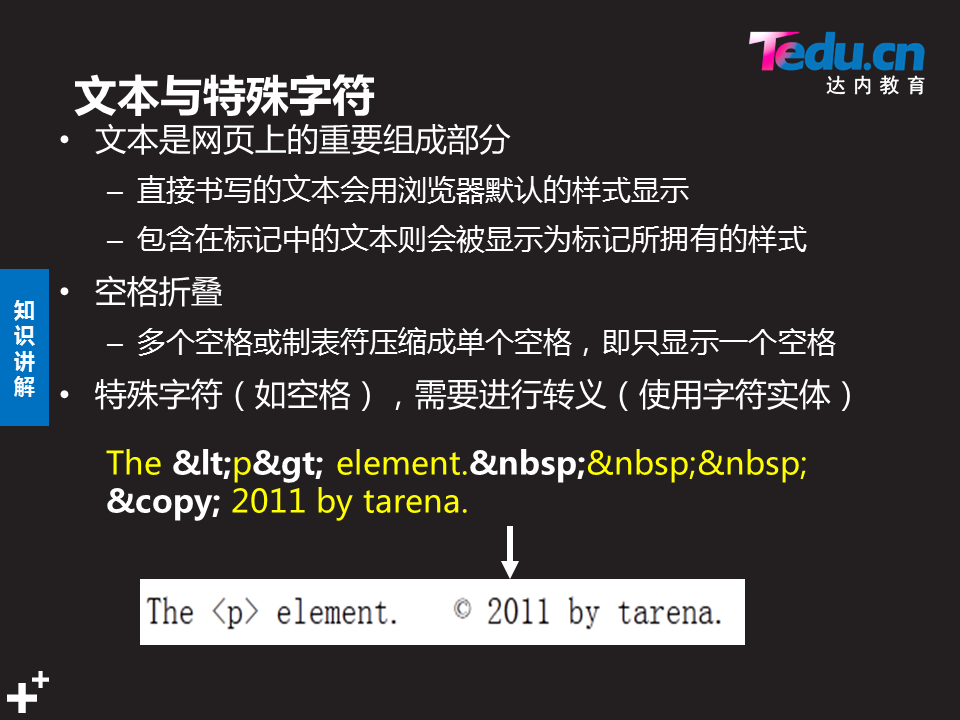 Tedu.cn
达内教育
文本与特殊字符
• 文本是网页上的重要组成部分
– 直接书写的文本会用浏览器默认的样式显示
– 包含在标记中的文本则会被显示为标记所拥有的样式
• 空格折叠
– 多个空格或制表符压缩成单个空格，即只显示一个空格
• 特殊字符（如空格），需要进行转义（使用字符实体）
知
识
讲
解
The &lt;p&gt; element.&nbsp;&nbsp;&nbsp;
&copy; 2011 by tarena.
The <p> element.   © 2011 by tarena.